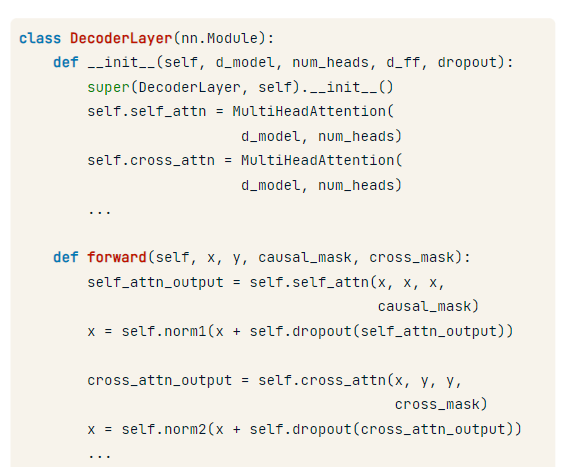 class DecoderLayer(nn.Module):
    def __init__(self, d_model, num_heads, d_ff, dropout):
        super(DecoderLayer, self).__init__()
        self.self_attn = MultiHeadAttention(
                          d_model, num_heads)
        self.cross_attn = MultiHeadAttention(
                          d_model, num_heads)
        ...

    def forward(self, x, y, causal_mask, cross_mask):
        self_attn_output = self.self_attn(x, x, x,
                                          causal_mask)
        x = self.norm1(x + self.dropout(self_attn_output))

        cross_attn_output = self.cross_attn(x, y, y,
                                            cross_mask)
        x = self.norm2(x + self.dropout(cross_attn_output))
        ...